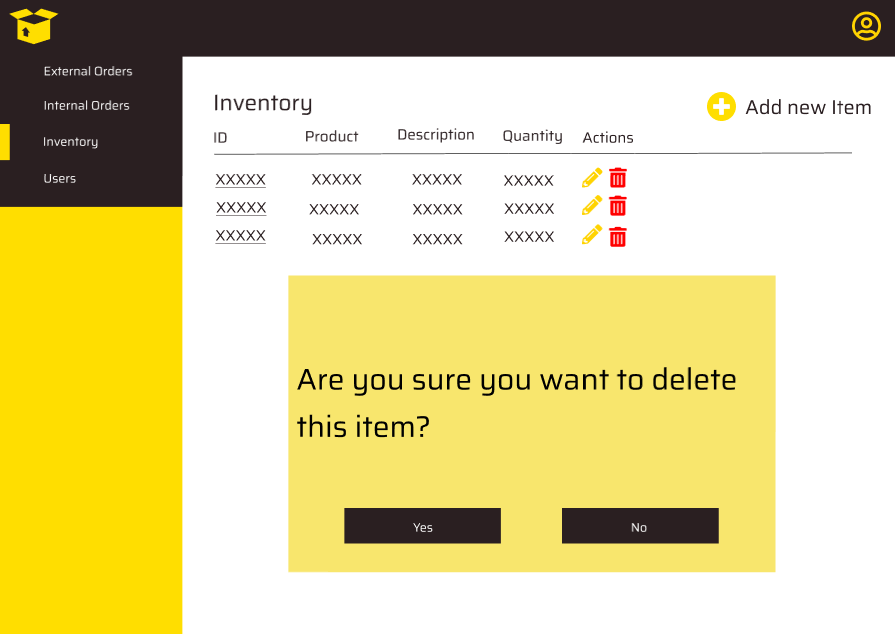 External Orders
Internal Orders
Inventory
Users
Inventory
Add new Item
ID Product Description Quantity Actions
XXXXX XXXXX XXXXX XXXXX
XXXXX XXXXX XXXXX XXXXX
XXXXX XXXXX XXXXX XXXXX
Are you sure you want to delete
this item?
Yes
No